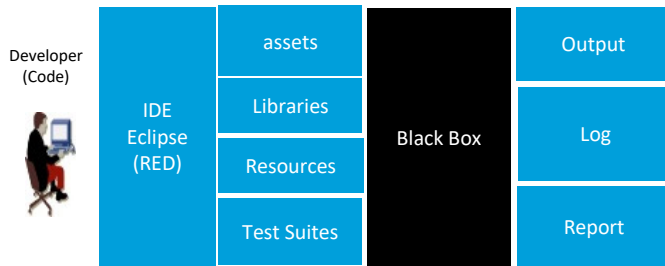 Developer
(Code)
IDE
Eclipse
(RED)
assets
Libraries
Resources
Test Suites
Black Box
Output
Log
Report